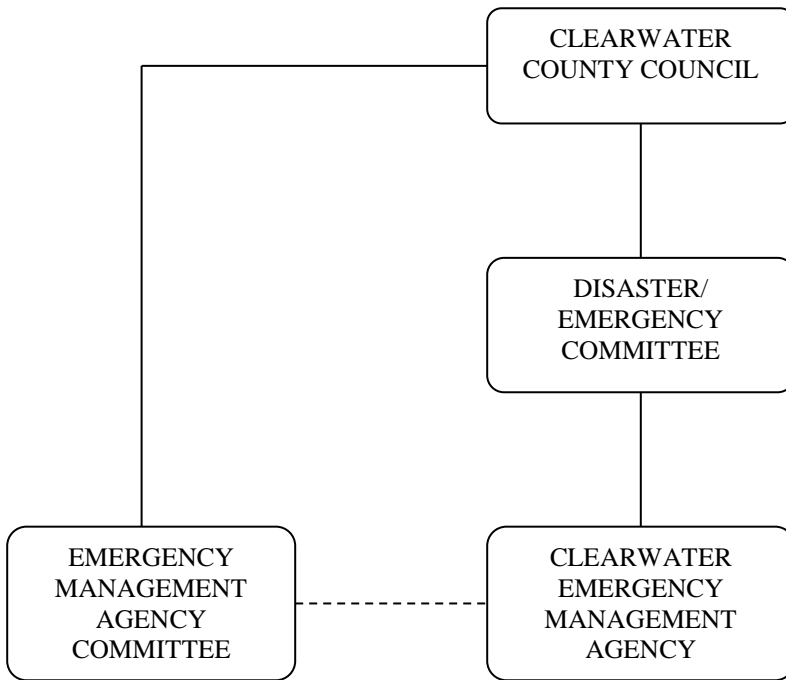 CLEARWATER
COUNTY COUNCIL
DISASTER/
EMERGENCY
COMMITTEE
EMERGENCY
MANAGEMENT
AGENCY
COMMITTEE
CLEARWATER
EMERGENCY
MANAGEMENT
AGENCY